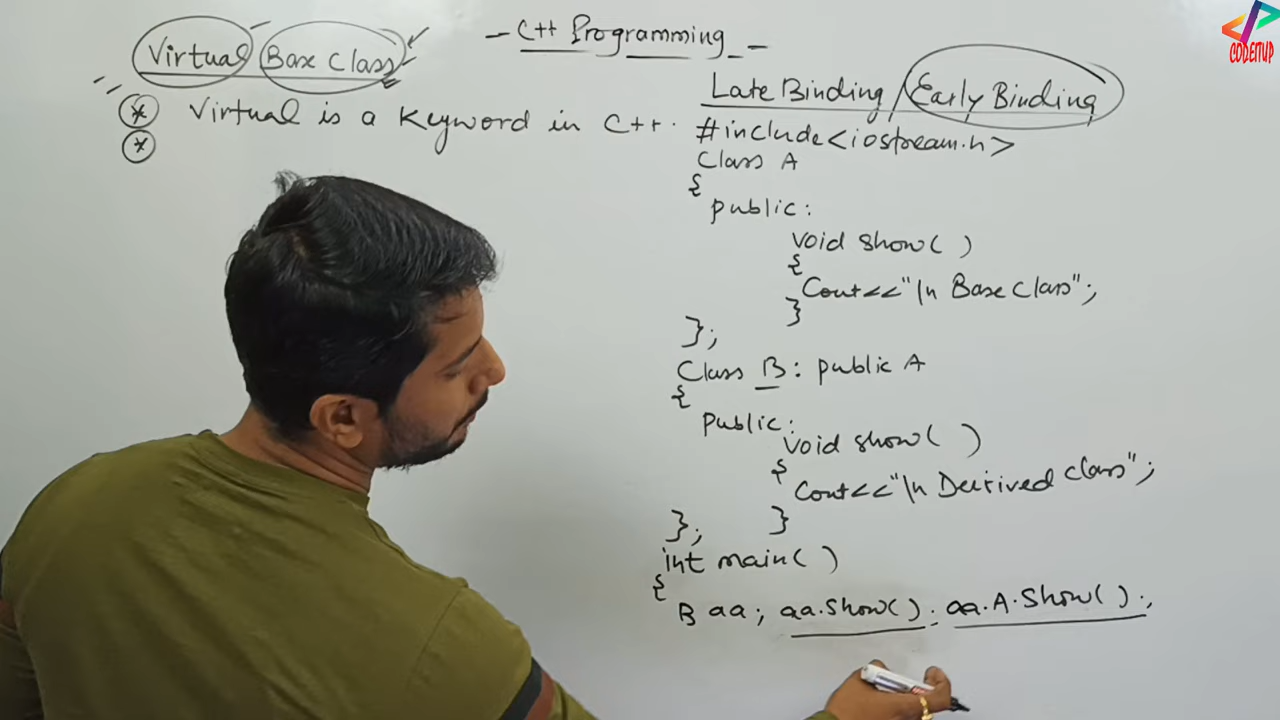 - C++ Programming -
CODEITUP
Virtual Base Class
* Virtual is a Keyword in C++.
*
Late Binding / Early Binding
#include<iostream.h>
Class A
{
public:
void show( )
{
Cout<<"\n Base Class";
}
};
Class B : public A
{
Public:
void show( )
{
Cout<<"\n Derived Class";
}
};
int main( )
{
B aa; aa.Show(); aa.A.Show();